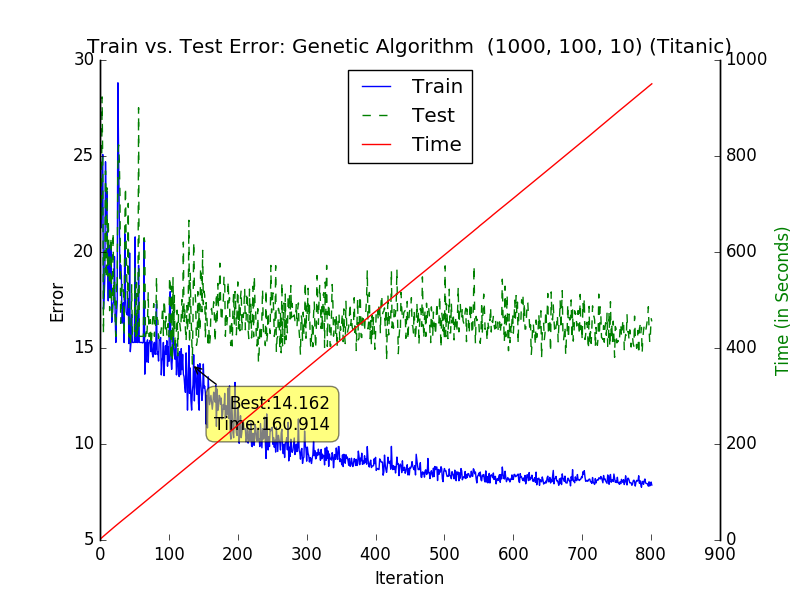 Train vs. Test Error: Genetic Algorithm  (1000, 100, 10) (Titanic)
Train
Test
Time
30
25
20
15
10
5
Error
1000
800
600
400
200
0
Time (in Seconds)
Best:14.162
Time:160.914
0 100 200 300 400 500 600 700 800 900
Iteration